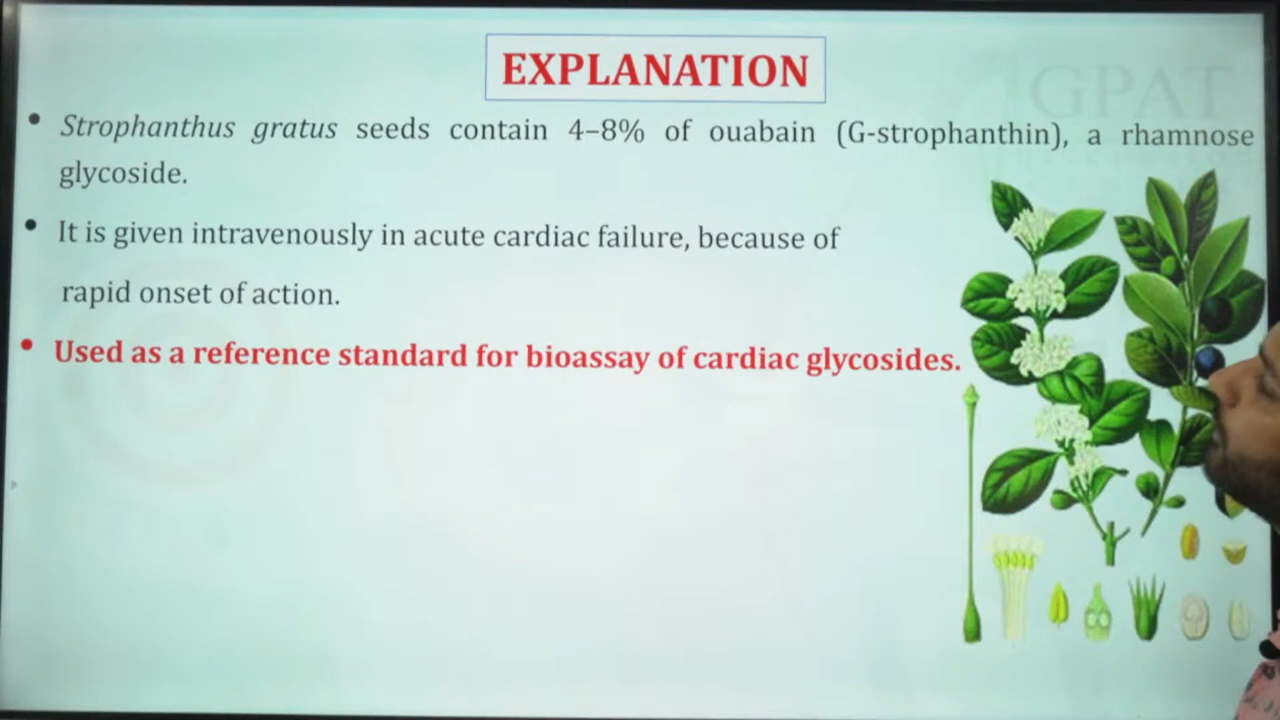 GPAT
EXPLANATION
• Strophanthus gratus seeds contain 4–8% of ouabain (G-strophanthin), a rhamnose
glycoside.
• It is given intravenously in acute cardiac failure, because of
rapid onset of action.
• Used as a reference standard for bioassay of cardiac glycosides.